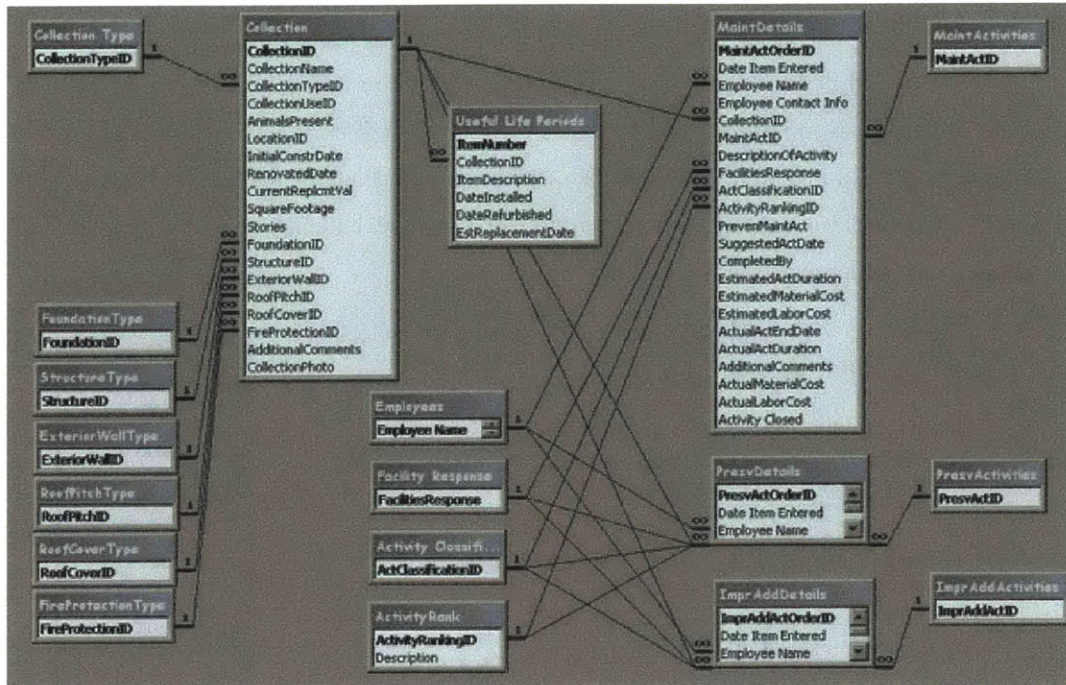 Collection Type
CollectionTypeID
Collection
CollectionID
CollectionName
CollectionTypeID
CollectionUseID
AnimalsPresent
LocationID
InitialConstrDate
RenovatedDate
CurrentReplcmtVal
SquareFootage
Stories
FoundationID
StructureID
ExteriorWallID
RoofPitchID
RoofCoverID
FireProtectionID
AdditionalComments
CollectionPhoto
Useful Life Periods
ItemNumber
CollectionID
ItemDescription
DateInstalled
DateRefurbished
EstReplacementDate
MaintDetails
MaintActOrderID
Date Item Entered
Employee Name
Employee Contact Info
CollectionID
MaintActID
DescriptionOfActivity
FacilitiesResponse
ActClassificationID
ActivityRankingID
PrevenMaintAct
SuggestedActDate
CompletedBy
EstimatedActDuration
EstimatedMaterialCost
EstimatedLaborCost
ActualActEndDate
ActualActDuration
AdditionalComments
ActualMaterialCost
ActualLaborCost
Activity Closed
MaintActivities
MaintActID
FoundationType
FoundationID
StructureType
StructureID
ExteriorWallType
ExteriorWallID
RoofPitchType
RoofPitchID
RoofCoverType
RoofCoverID
FireProtectionType
FireProtectionID
Employees
Employee Name
Facility Response
FacilitiesResponse
Activity Classifi...
ActClassificationID
ActivityRank
ActivityRankingID
Description
PresvDetails
PresvActOrderID
Date Item Entered
Employee Name
PresvActivities
PresvActID
ImprAddDetails
ImprAddActOrderID
Date Item Entered
Employee Name
ImprAddActivities
ImprAddActID